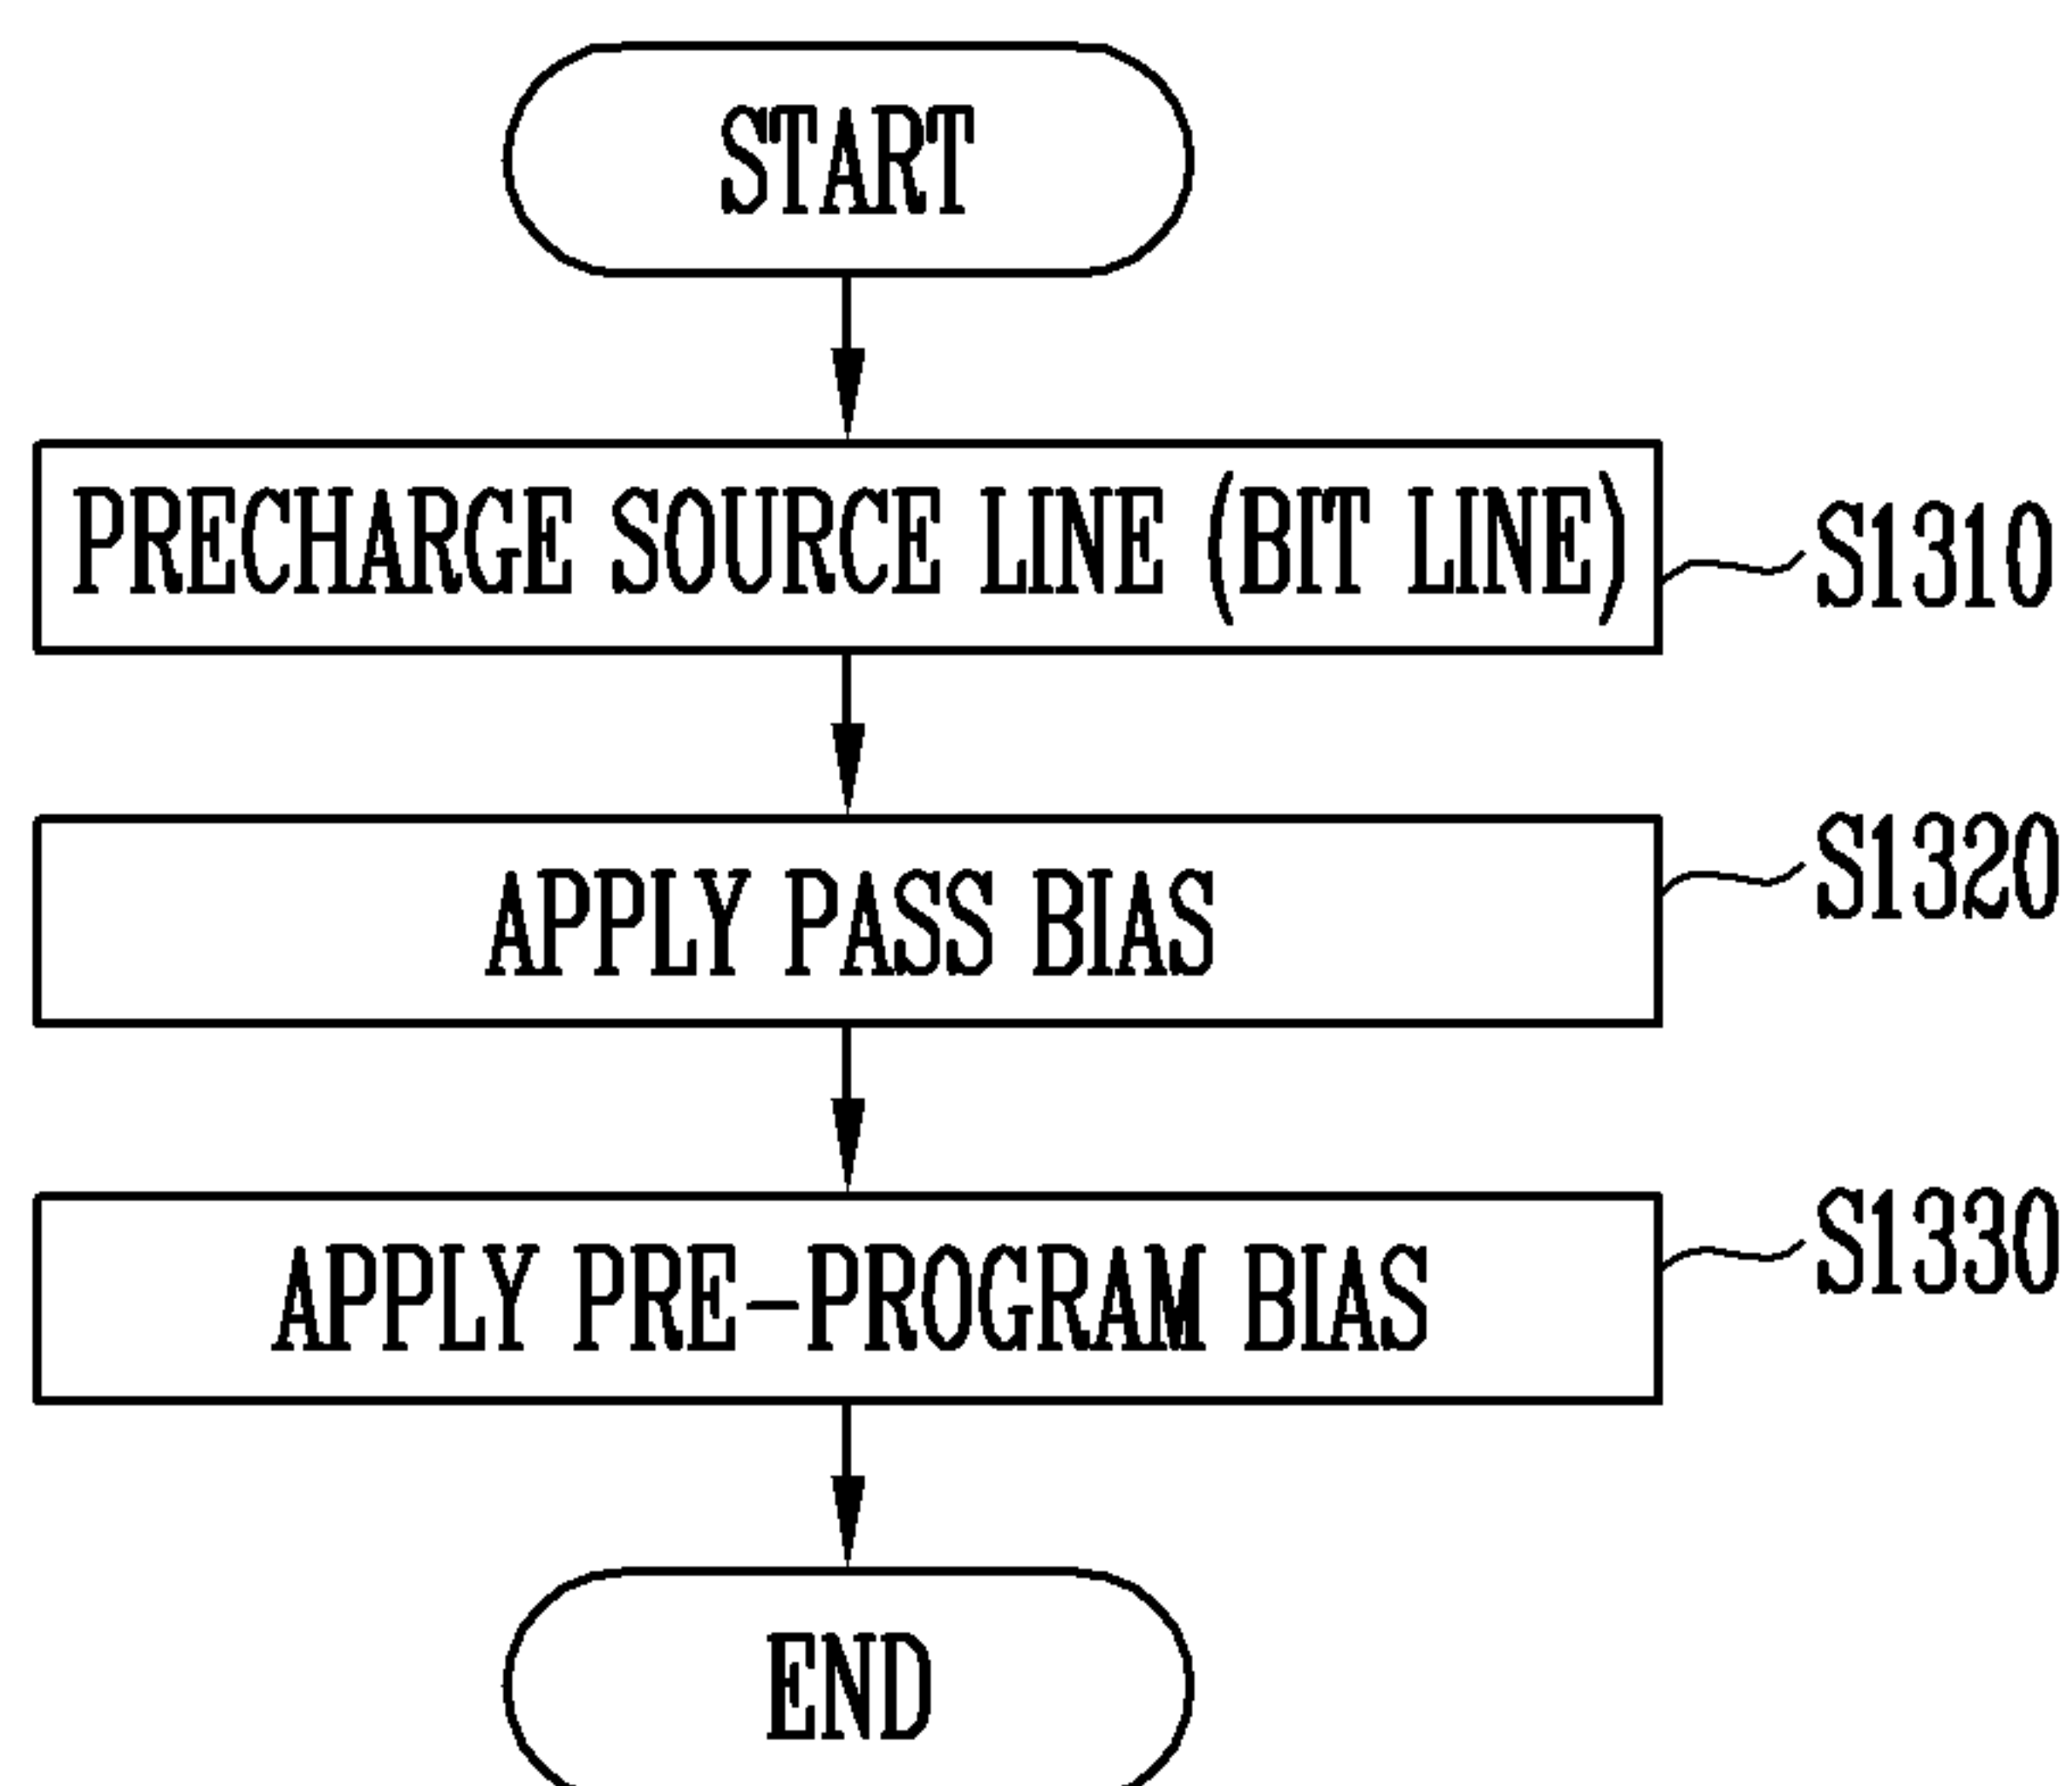 START
PRECHARGE SOURCE LINE (BIT LINE)
S1310
APPLY PASS BIAS
S1320
APPLY PRE-PROGRAM BIAS
S1330
END